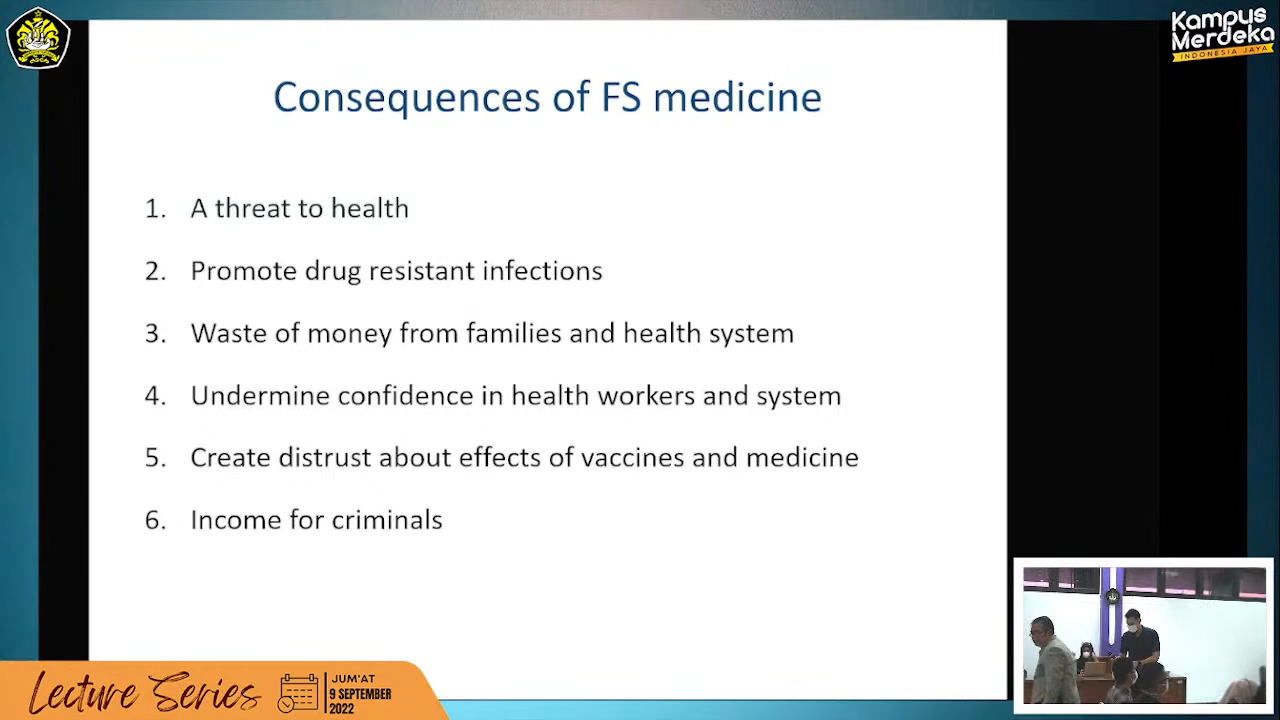 Kampus
Merdeka
INDONESIA JAYA
Consequences of FS medicine
1. A threat to health
2. Promote drug resistant infections
3. Waste of money from families and health system
4. Undermine confidence in health workers and system
5. Create distrust about effects of vaccines and medicine
6. Income for criminals
Lecture Series
JUM'AT
9 SEPTEMBER
2022